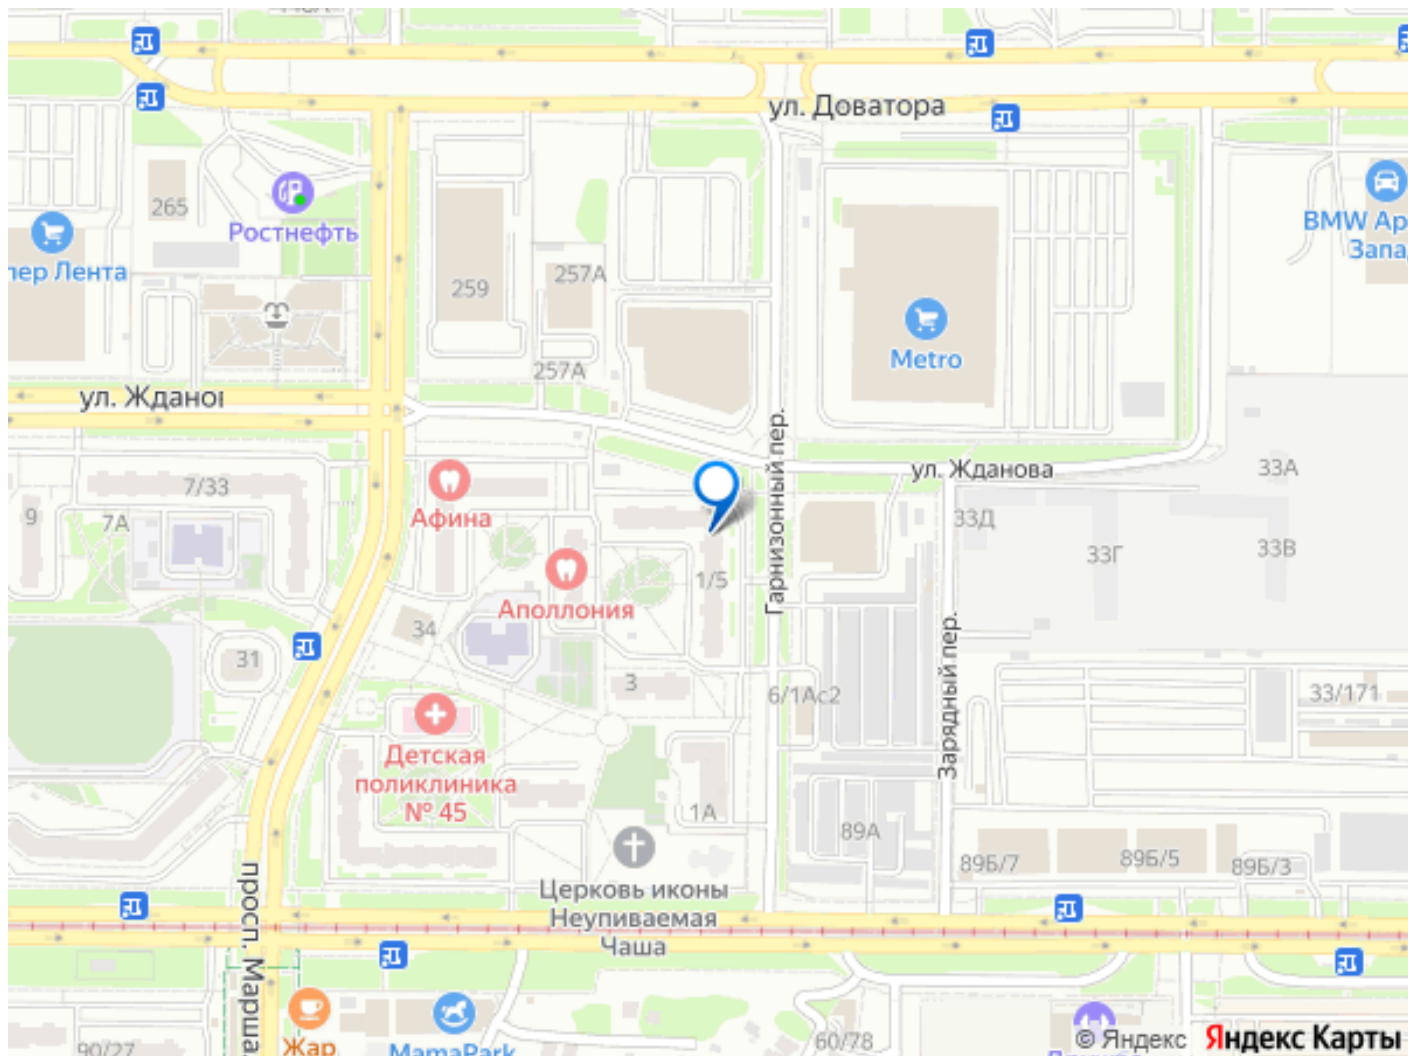 ул. Доватора
265
Ростнефть
BMW Ар
Запад
пер Лента
259
257А
Metro
257А
ул. Жданов
Гарнизонный пер.
ул. Жданова
33А
7/33
Афина
9
7А
33Д
33Г
33В
1/5
Аполлония
34
31
3
6/1Ас2
Зарядный пер.
33/171
Детская
поликлиника
№ 45
1А
89А
89Б/7
89Б/5
89Б/3
просп. Марша
Церковь иконы
Неупиваемая
Чаша
90/27
Жар
MamaPark
60/78
© Яндекс Яндекс Карты